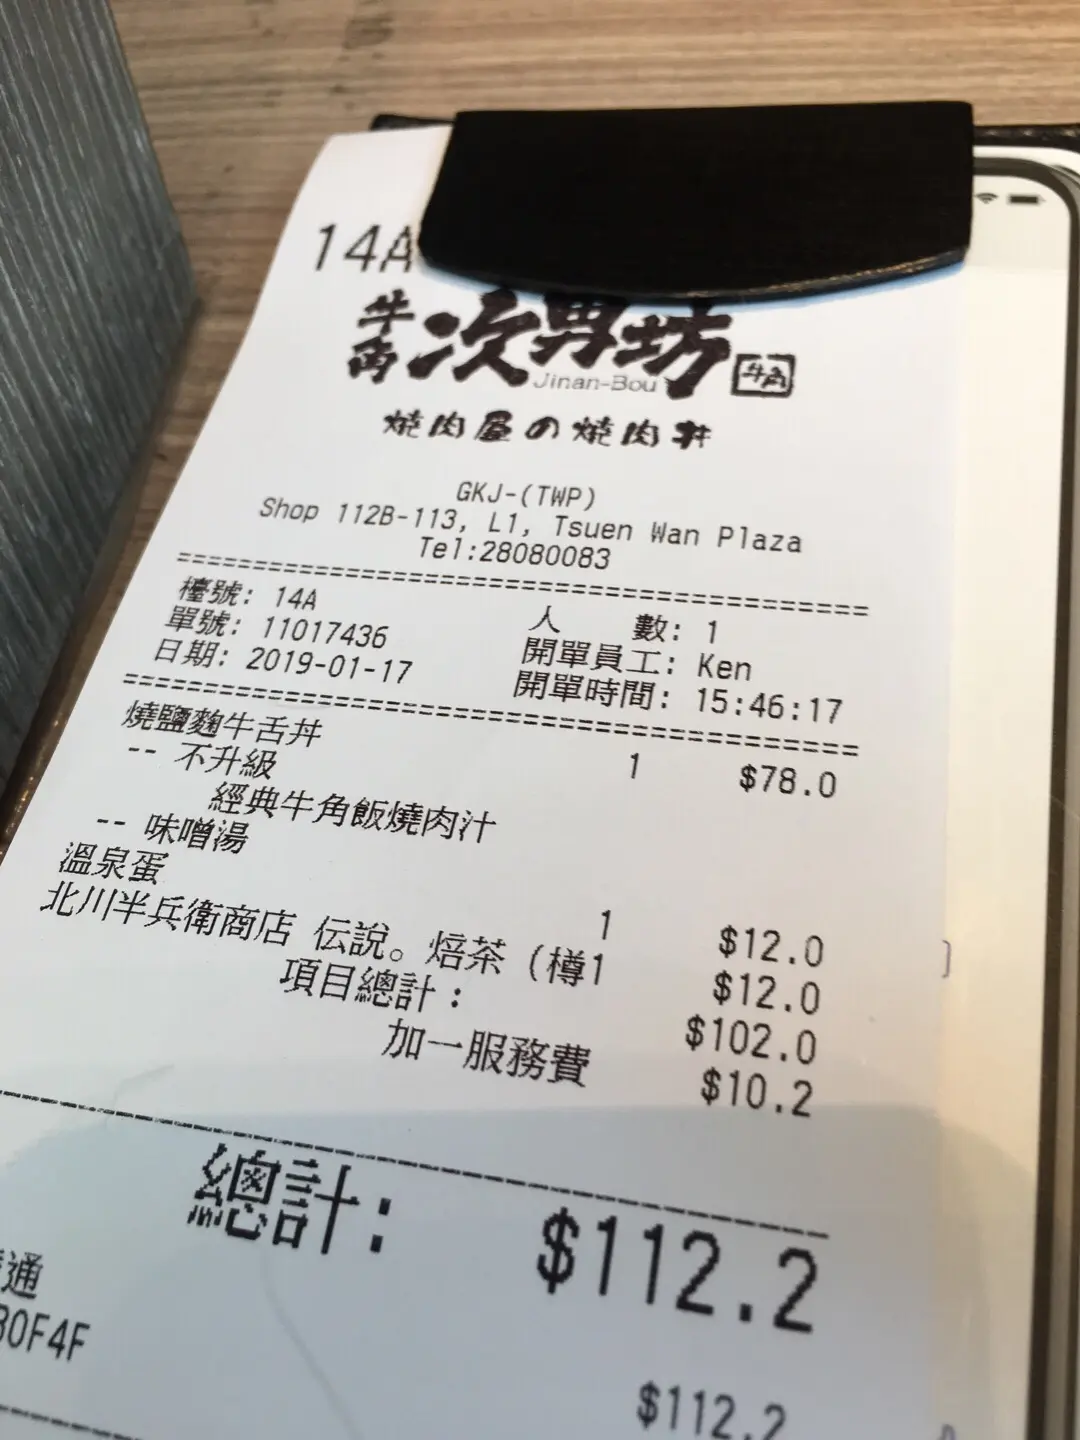 14A
牛角 次男坊 牛角
Jinan-Bou
焼肉屋の焼肉丼
GKJ-(TWP)
Shop 112B-113, L1, Tsuen Wan Plaza
Tel:28080083
========================================
檯號: 14A 人 數: 1
單號: 11017436 開單員工: Ken
日期: 2019-01-17 開單時間: 15:46:17
========================================
燒鹽麴牛舌丼 1 $78.0
-- 不升級
經典牛角飯燒肉汁
-- 味噌湯
溫泉蛋 1 $12.0
北川半兵衛商店 伝説。焙茶 (樽1 $12.0
項目總計: $102.0
加一服務費 $10.2
總計: $112.2
通
B0F4F
$112.2